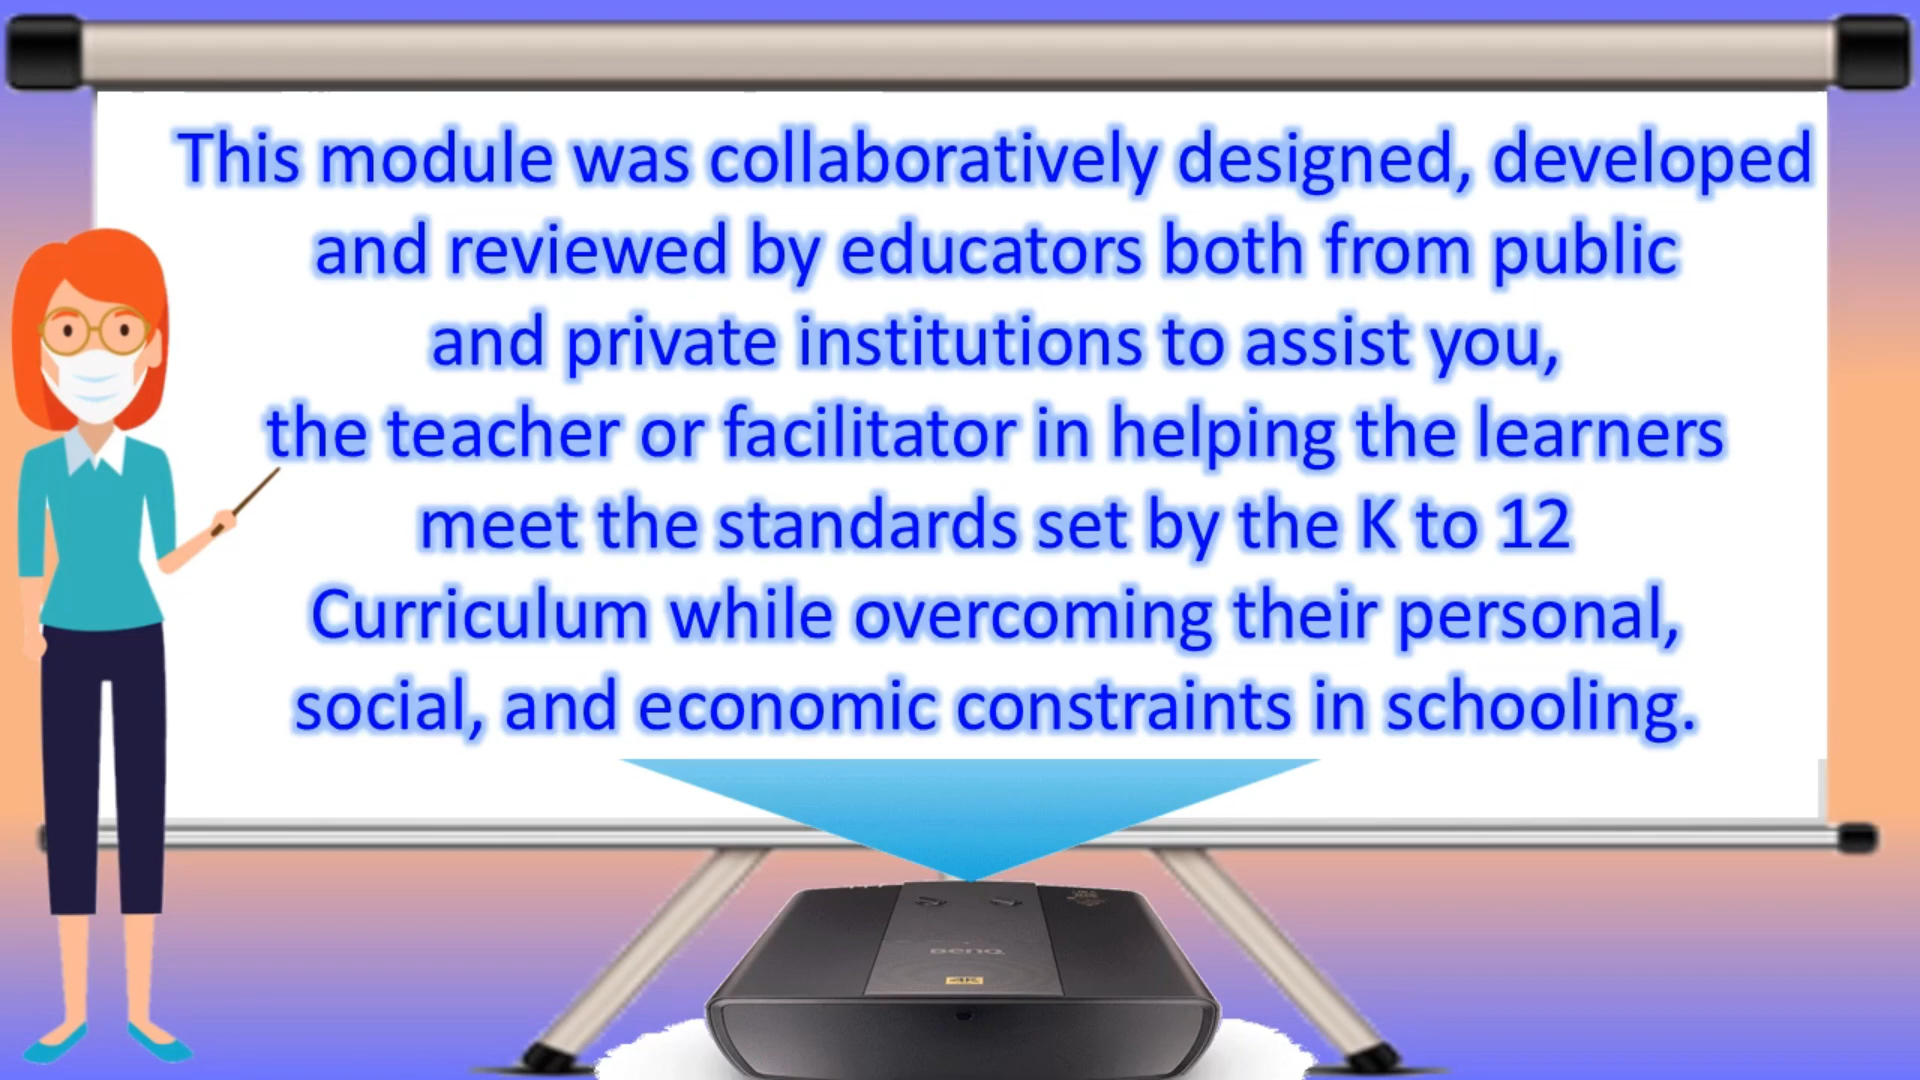 This module was collaboratively designed, developed
and reviewed by educators both from public
and private institutions to assist you,
the teacher or facilitator in helping the learners
meet the standards set by the K to 12
Curriculum while overcoming their personal,
social, and economic constraints in schooling.
BenQ
4K